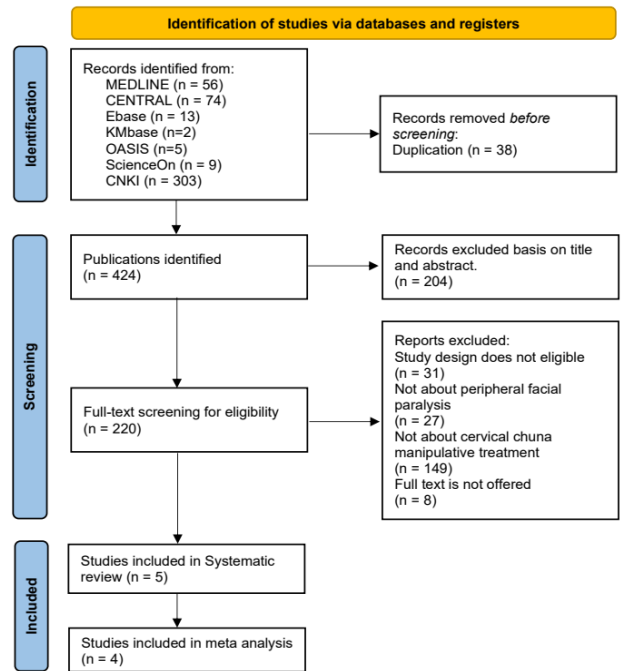 Identification of studies via databases and registers
Identification
Records identified from:
MEDLINE (n = 56)
CENTRAL (n = 74)
Ebase (n = 13)
KMbase (n=2)
OASIS (n=5)
ScienceOn (n = 9)
CNKI (n = 303)
Records removed before
screening:
Duplication (n = 38)
Screening
Publications identified
(n = 424)
Records excluded basis on title
and abstract.
(n = 204)
Full-text screening for eligibility
(n = 220)
Reports excluded:
Study design does not eligible
(n = 31)
Not about peripheral facial
paralysis
(n = 27)
Not about cervical chuna
manipulative treatment
(n = 149)
Full text is not offered
(n = 8)
Included
Studies included in Systematic
review (n = 5)
Studies included in meta analysis
(n = 4)